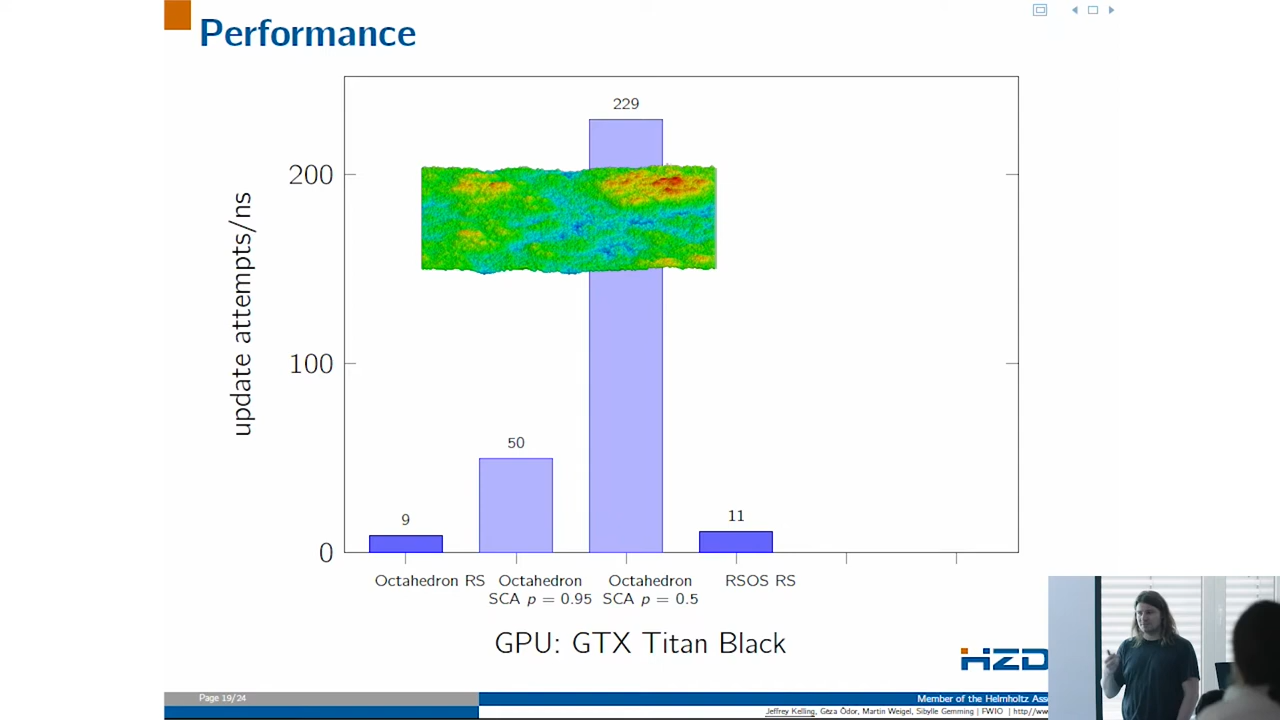 Performance
229
200
update attempts/ns
100
50
9
11
0
Octahedron RS
Octahedron
SCA p = 0.95
Octahedron
SCA p = 0.5
RSOS RS
GPU: GTX Titan Black
HZD
Page 19/24
Member of the Helmholtz Ass
Jeffrey Kelling, Géza Ódor, Martin Weigel, Sibylle Gemming | FWIO | http://ww